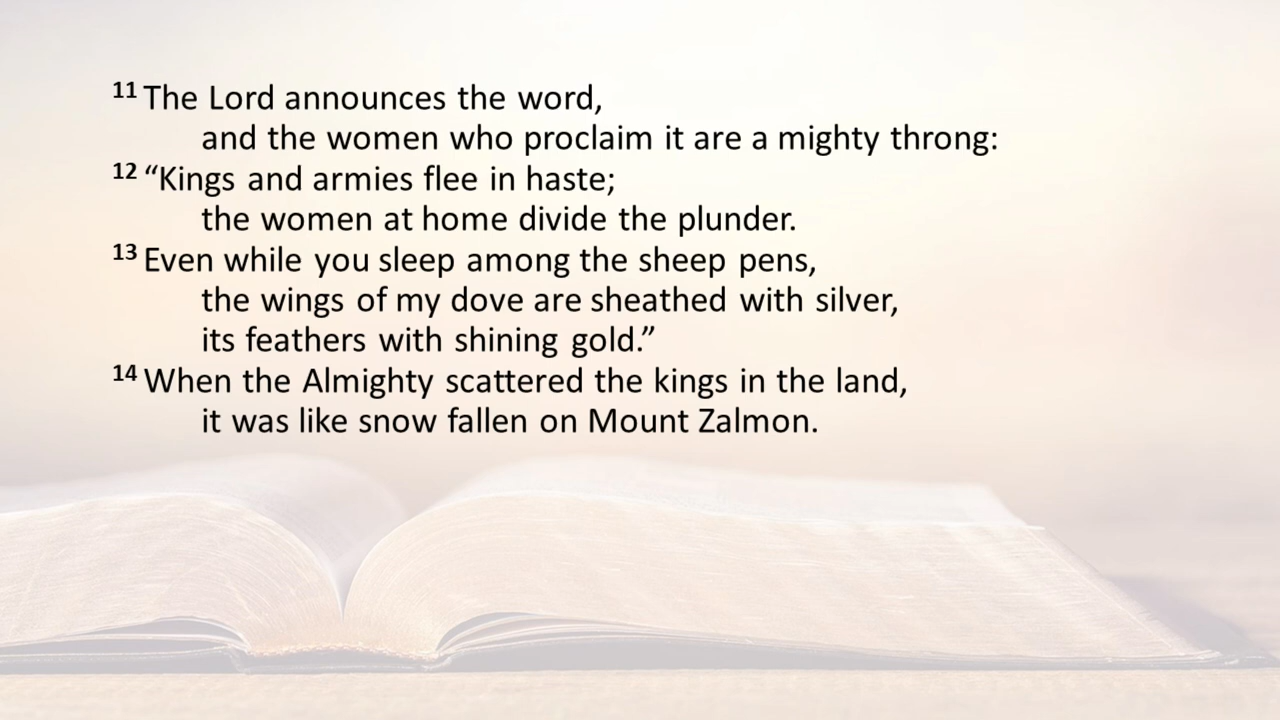 11 The Lord announces the word,
and the women who proclaim it are a mighty throng:
12 “Kings and armies flee in haste;
the women at home divide the plunder.
13 Even while you sleep among the sheep pens,
the wings of my dove are sheathed with silver,
its feathers with shining gold.”
14 When the Almighty scattered the kings in the land,
it was like snow fallen on Mount Zalmon.